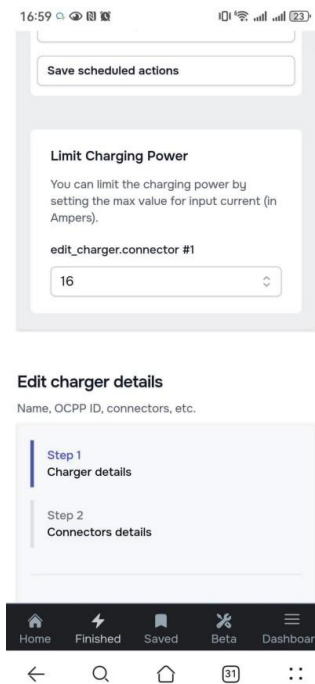 16:59
23
Save scheduled actions
Limit Charging Power
You can limit the charging power by
setting the max value for input current (in
Ampers).
edit_charger.connector #1
16
Edit charger details
Name, OCPP ID, connectors, etc.
Step 1
Charger details
Step 2
Connectors details
Home Finished Saved Beta Dashboar
31